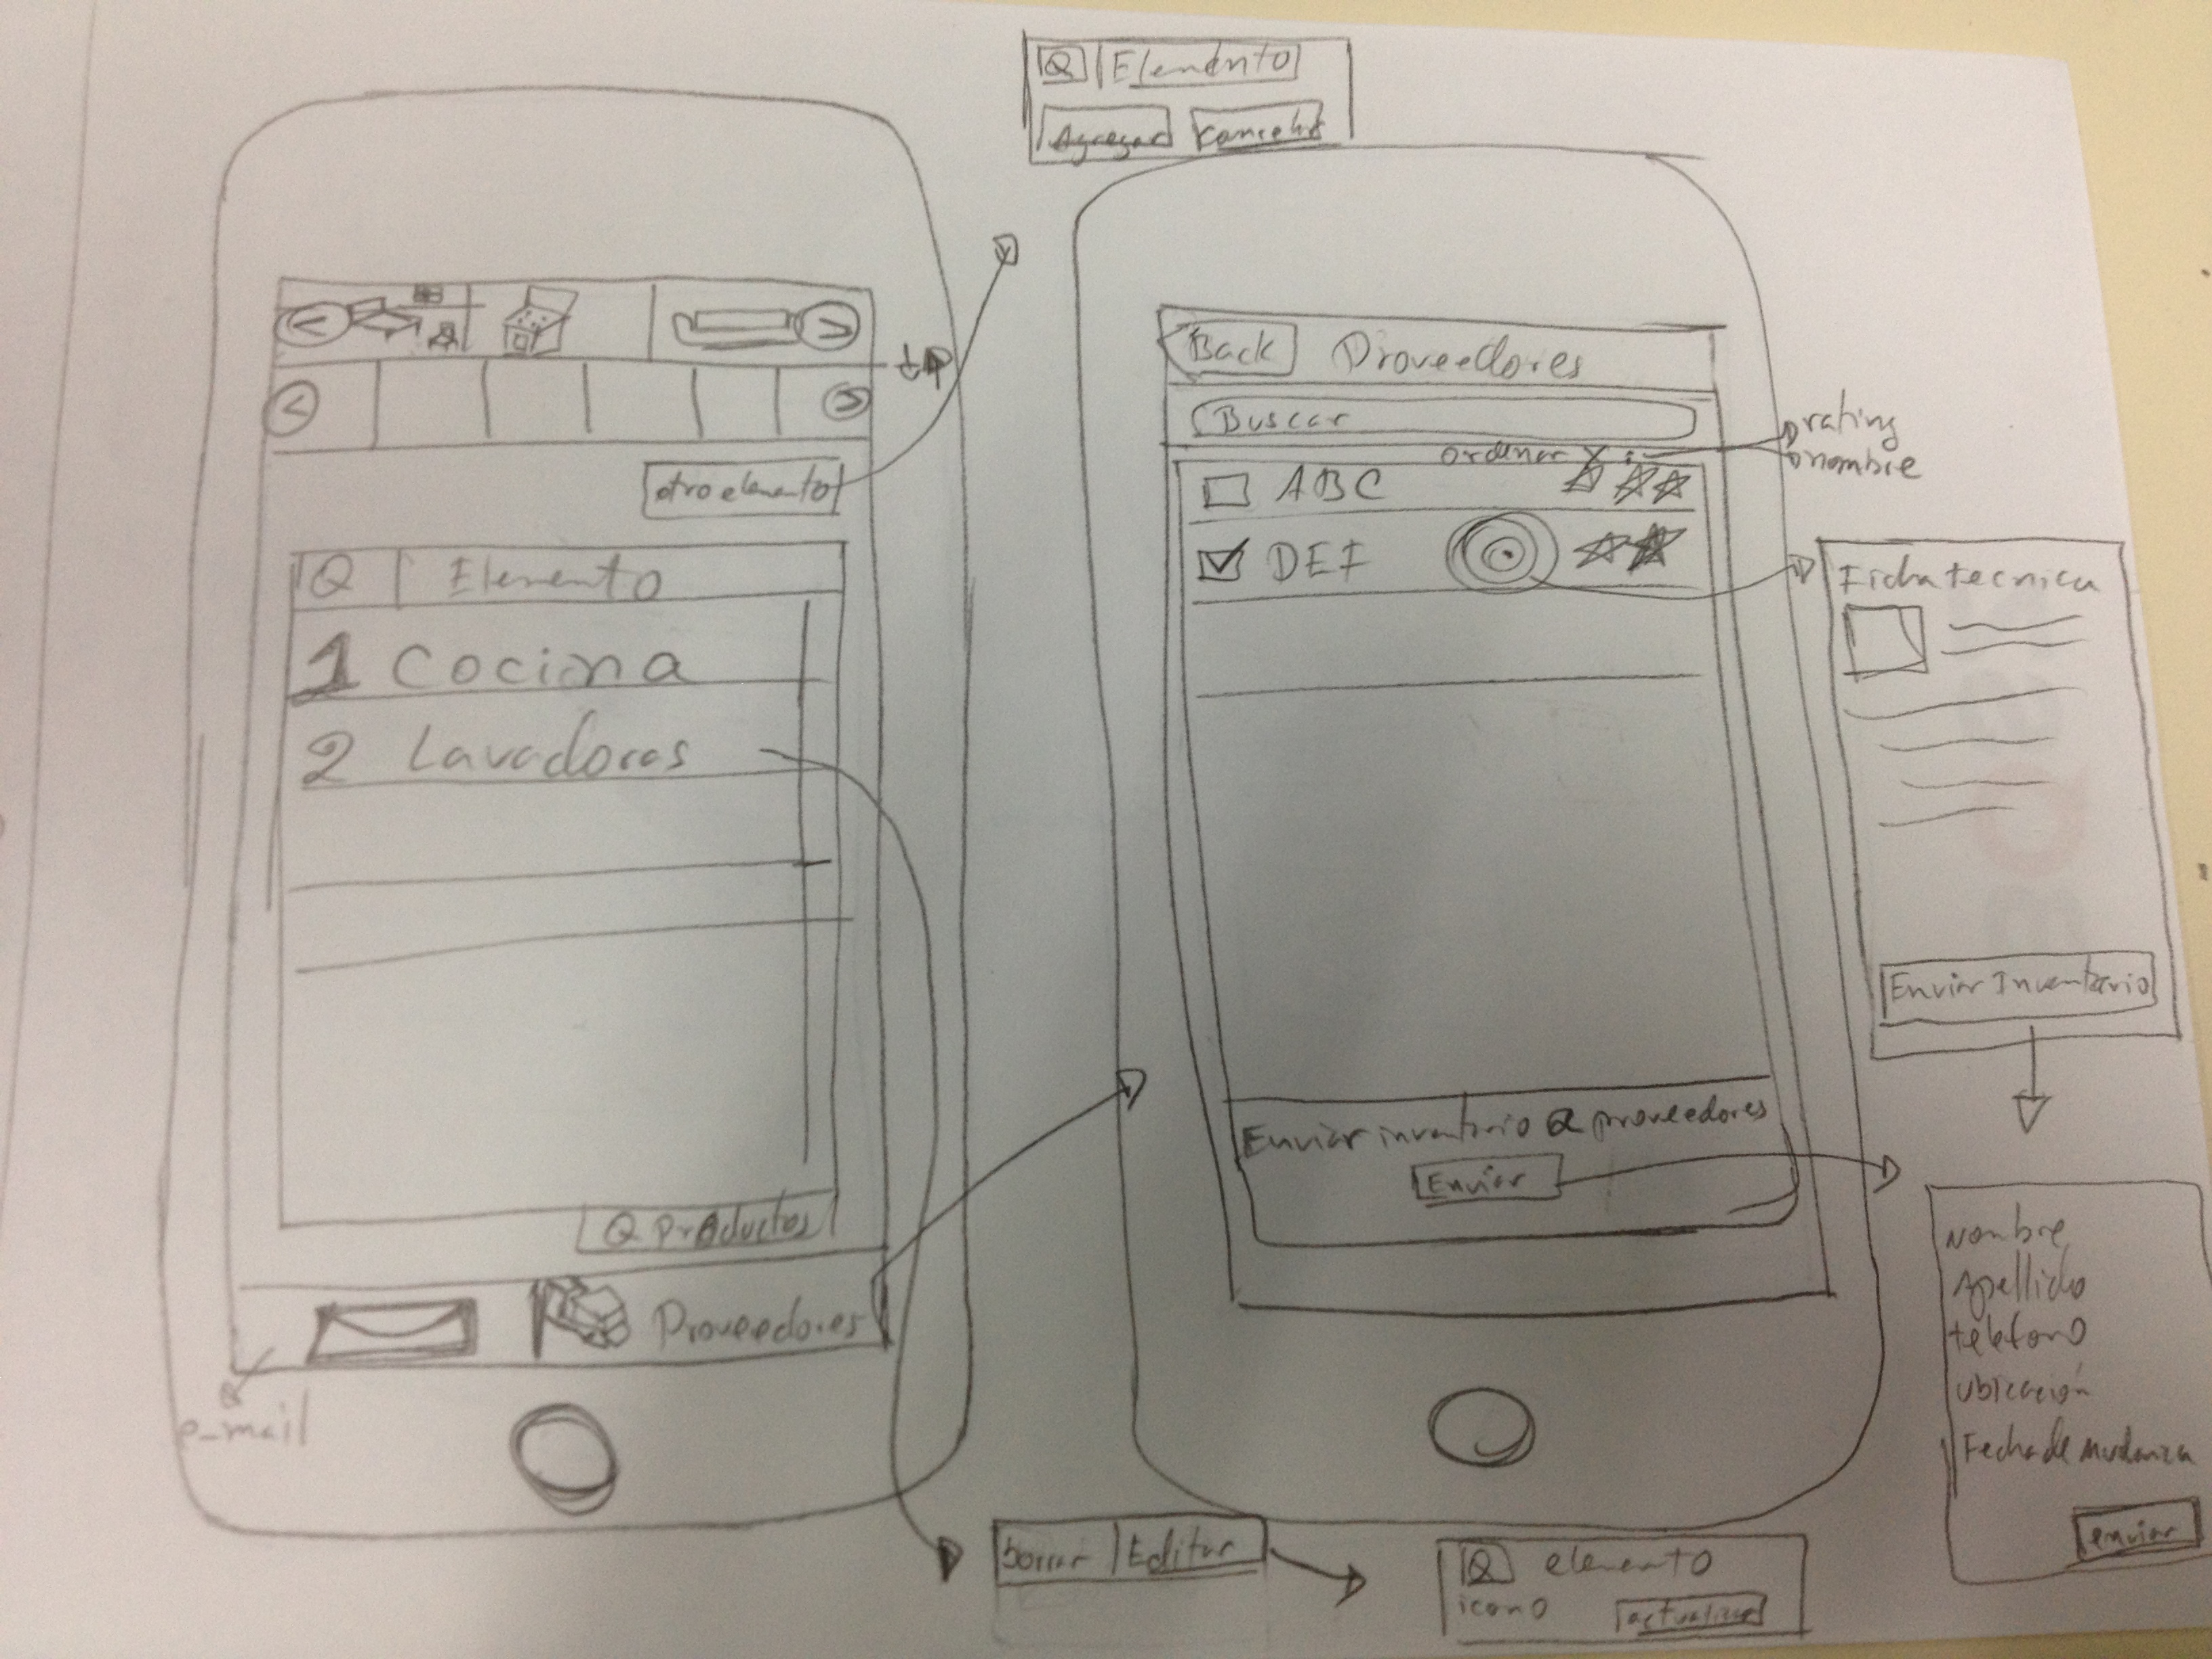 otro elemento
Q Elemento
1 Cocina
2 Lavadoras
Q Productos
Proveedores
e-mail
Q Elemento
Agregar Cancelar
Borrar Editar
Q elemento
icono actualizar
Back Proveedores
Buscar
ordenar x:
rating
nombre
ABC
DEF
Enviar inventario a proveedores
Enviar
Ficha tecnica
Enviar Inventario
Nombre
Apellido
telefono
ubicación
Fecha de mudanza
enviar